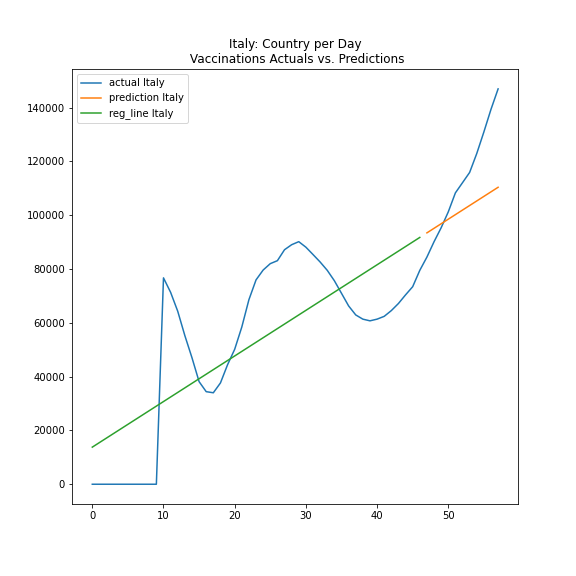 Italy: Country per Day
Vaccinations Actuals vs. Predictions
actual Italy
prediction Italy
reg_line Italy
140000
120000
100000
80000
60000
40000
20000
0
0 10 20 30 40 50